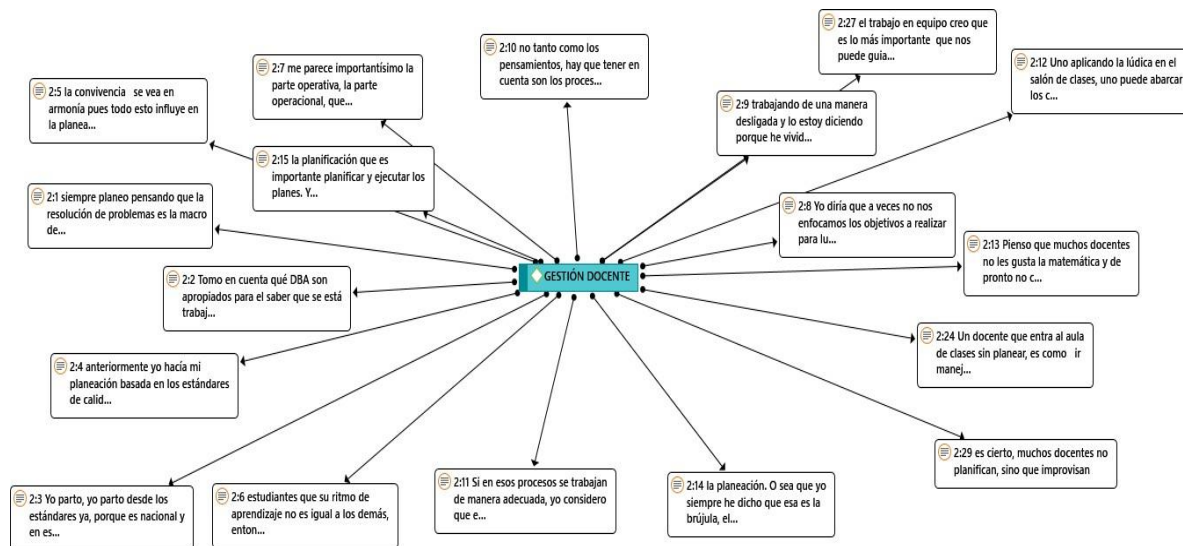 2:27 el trabajo en equipo creo que
es lo más importante que nos
puede guia...
2:10 no tanto como los
pensamientos, hay que tener en
cuenta son los proces...
2:12 Uno aplicando la lúdica en el
salón de clases, uno puede abarcar
los c...
2:7 me parece importantísimo la
parte operativa, la parte
operacional, que...
2:5 la convivencia se vea en
armonía pues todo esto influye en
la planea...
2:9 trabajando de una manera
desligada y lo estoy diciendo
porque he vivid...
2:15 la planificación que es
importante planificar y ejecutar los
planes. Y...
2:1 siempre planeo pensando que la
resolución de problemas es la macro
de...
2:8 Yo diría que a veces no nos
enfocamos los objetivos a realizar
para lu...
2:13 Pienso que muchos docentes
no les gusta la matemática y de
pronto no c...
2:2 Tomo en cuenta qué DBA son
apropiados para el saber que se está
trabaj...
GESTIÓN DOCENTE
2:24 Un docente que entra al aula
de clases sin planear, es como ir
manej...
2:4 anteriormente yo hacía mi
planeación basada en los estándares
de calid...
2:29 es cierto, muchos docentes no
planifican, sino que improvisan
2:3 Yo parto, yo parto desde los
estándares ya, porque es nacional y
en es...
2:6 estudiantes que su ritmo de
aprendizaje no es igual a los demás,
enton...
2:11 Si en esos procesos se trabajan
de manera adecuada, yo considero
que e...
2:14 la planeación. O sea que yo
siempre he dicho que esa es la
brújula, el...